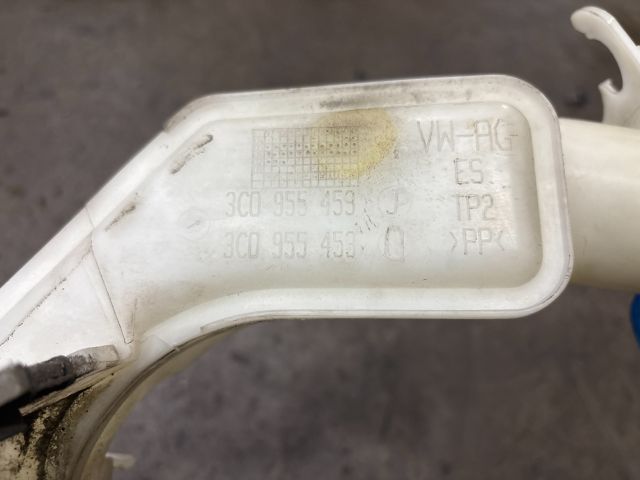 VW-AG
ES
3C0 955 453 P
TP2
3C0 955 453 Q
>PP<